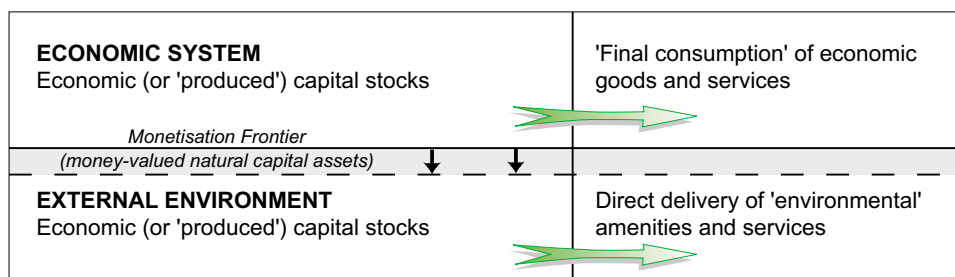 ECONOMIC SYSTEM
Economic (or 'produced') capital stocks
'Final consumption' of economic
goods and services
Monetisation Frontier
(money-valued natural capital assets)
EXTERNAL ENVIRONMENT
Economic (or 'produced') capital stocks
Direct delivery of 'environmental'
amenities and services